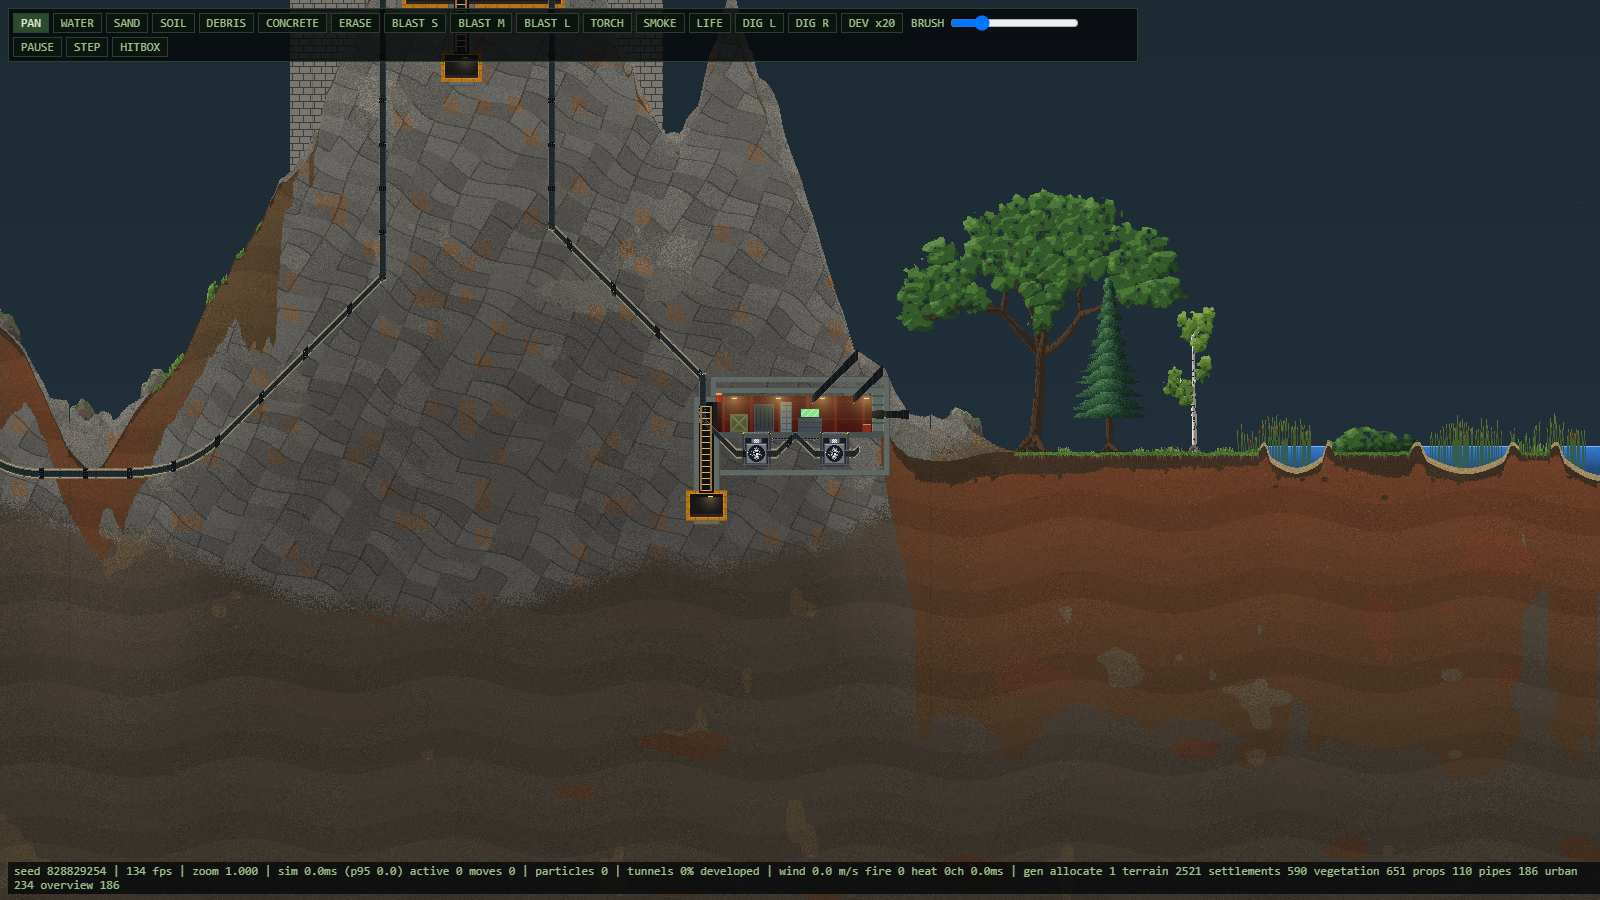 PAN WATER SAND SOIL DEBRIS CONCRETE ERASE BLAST S BLAST M BLAST L TORCH SMOKE LIFE DIG L DIG R DEV x20 BRUSH
PAUSE STEP HITBOX
seed 828829254 | 134 fps | zoom 1.000 | sim 0.0ms (p95 0.0) active 0 moves 0 | particles 0 | tunnels 0% developed | wind 0.0 m/s fire 0 heat 0ch 0.0ms | gen allocate 1 terrain 2521 settlements 590 vegetation 651 props 110 pipes 186 urban
234 overview 186